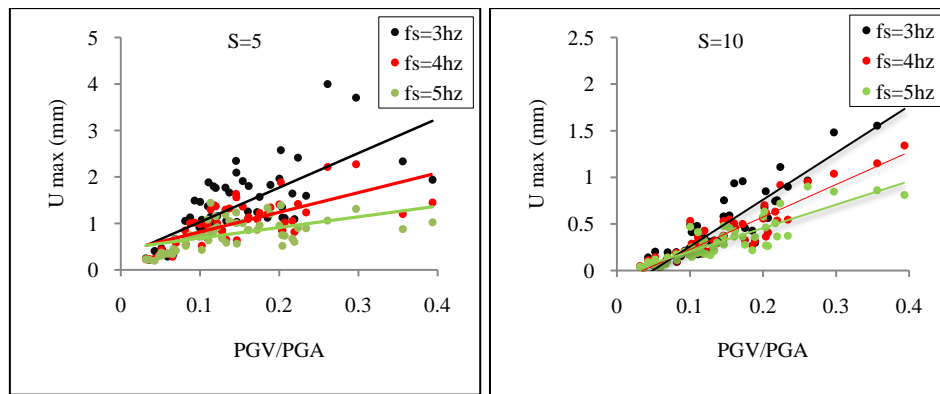 S=5
fs=3hz
fs=4hz
fs=5hz
U max (mm)
5
4
3
2
1
0
0 0.1 0.2 0.3 0.4
PGV/PGA
S=10
fs=3hz
fs=4hz
fs=5hz
U max (mm)
2.5
2
1.5
1
0.5
0
0 0.1 0.2 0.3 0.4
PGV/PGA